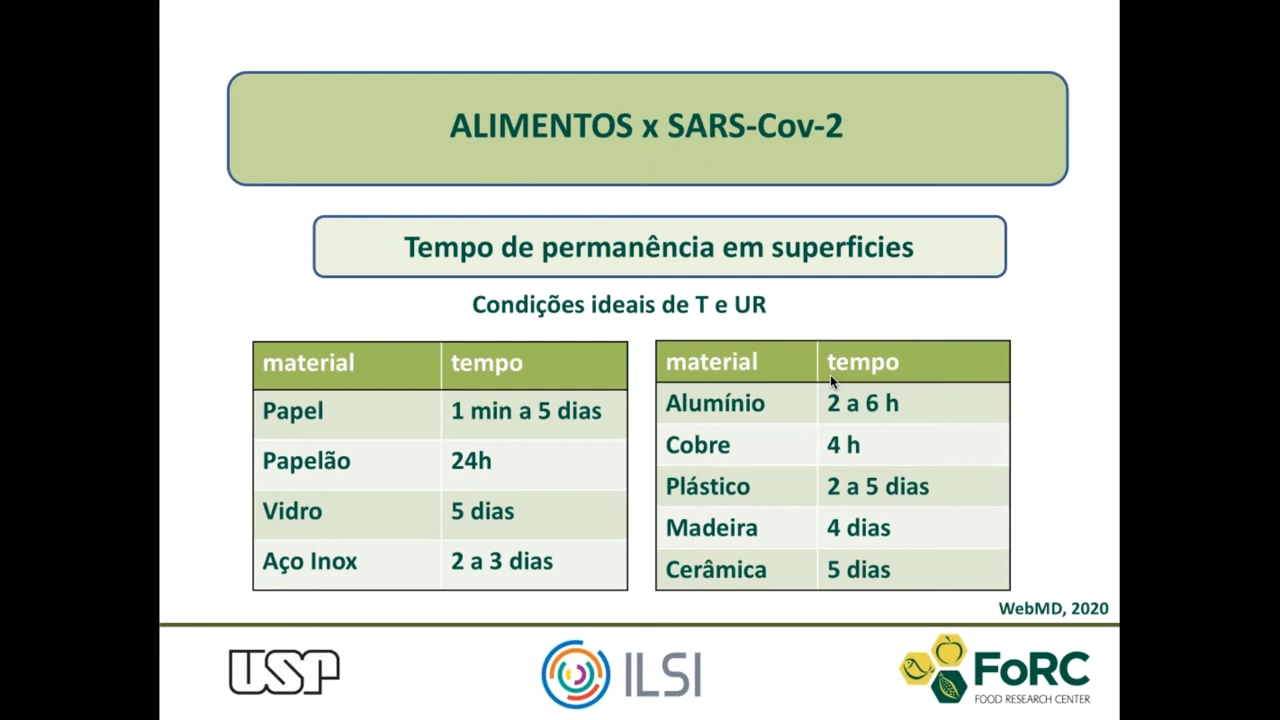 ALIMENTOS x SARS-Cov-2
Tempo de permanência em superficies
Condições ideais de T e UR
material tempo
Papel 1 min a 5 dias
Papelão 24h
Vidro 5 dias
Aço Inox 2 a 3 dias
material tempo
Alumínio 2 a 6 h
Cobre 4 h
Plástico 2 a 5 dias
Madeira 4 dias
Cerâmica 5 dias
WebMD, 2020
USP
ILSI
FoRC
FOOD RESEARCH CENTER